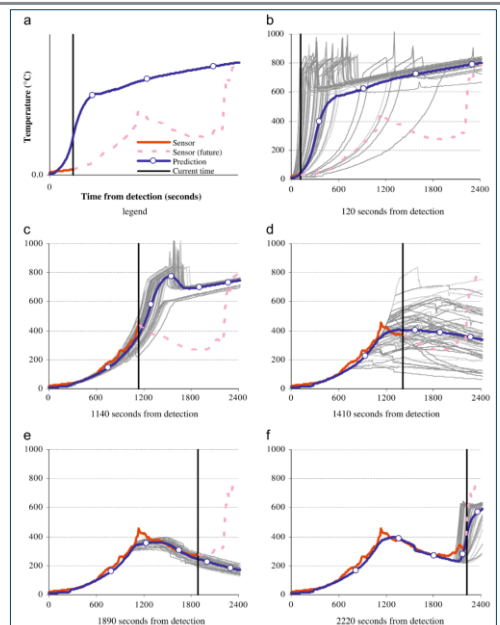 a
Temperature (°C)
0.0
0
Sensor
Sensor (future)
Prediction
Current time
Time from detection (seconds)
legend
b
1000
800
600
400
200
0
0 600 1200 1800 2400
120 seconds from detection
c
1000
800
600
400
200
0
0 600 1200 1800 2400
1140 seconds from detection
d
1000
800
600
400
200
0
0 600 1200 1800 2400
1410 seconds from detection
e
1000
800
600
400
200
0
0 600 1200 1800 2400
1890 seconds from detection
f
1000
800
600
400
200
0
0 600 1200 1800 2400
2220 seconds from detection